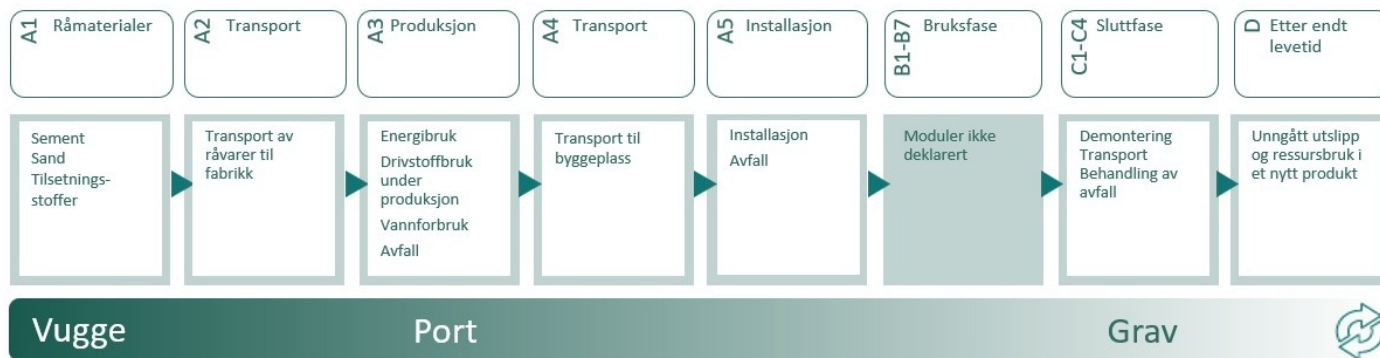 A1 Råmaterialer
A2 Transport
A3 Produksjon
A4 Transport
A5 Installasjon
B1-B7 Bruksfase
C1-C4 Sluttfase
D Etter endt
levetid
Sement
Sand
Tilsetnings-
stoffer
Transport av
råvarer til
fabrikk
Energibruk
Drivstoffbruk
under
produksjon
Vannforbruk
Avfall
Transport til
byggeplass
Installasjon
Avfall
Moduler ikke
deklarert
Demontering
Transport
Behandling av
avfall
Unngått utslipp
og ressursbruk i
et nytt produkt
Vugge
Port
Grav